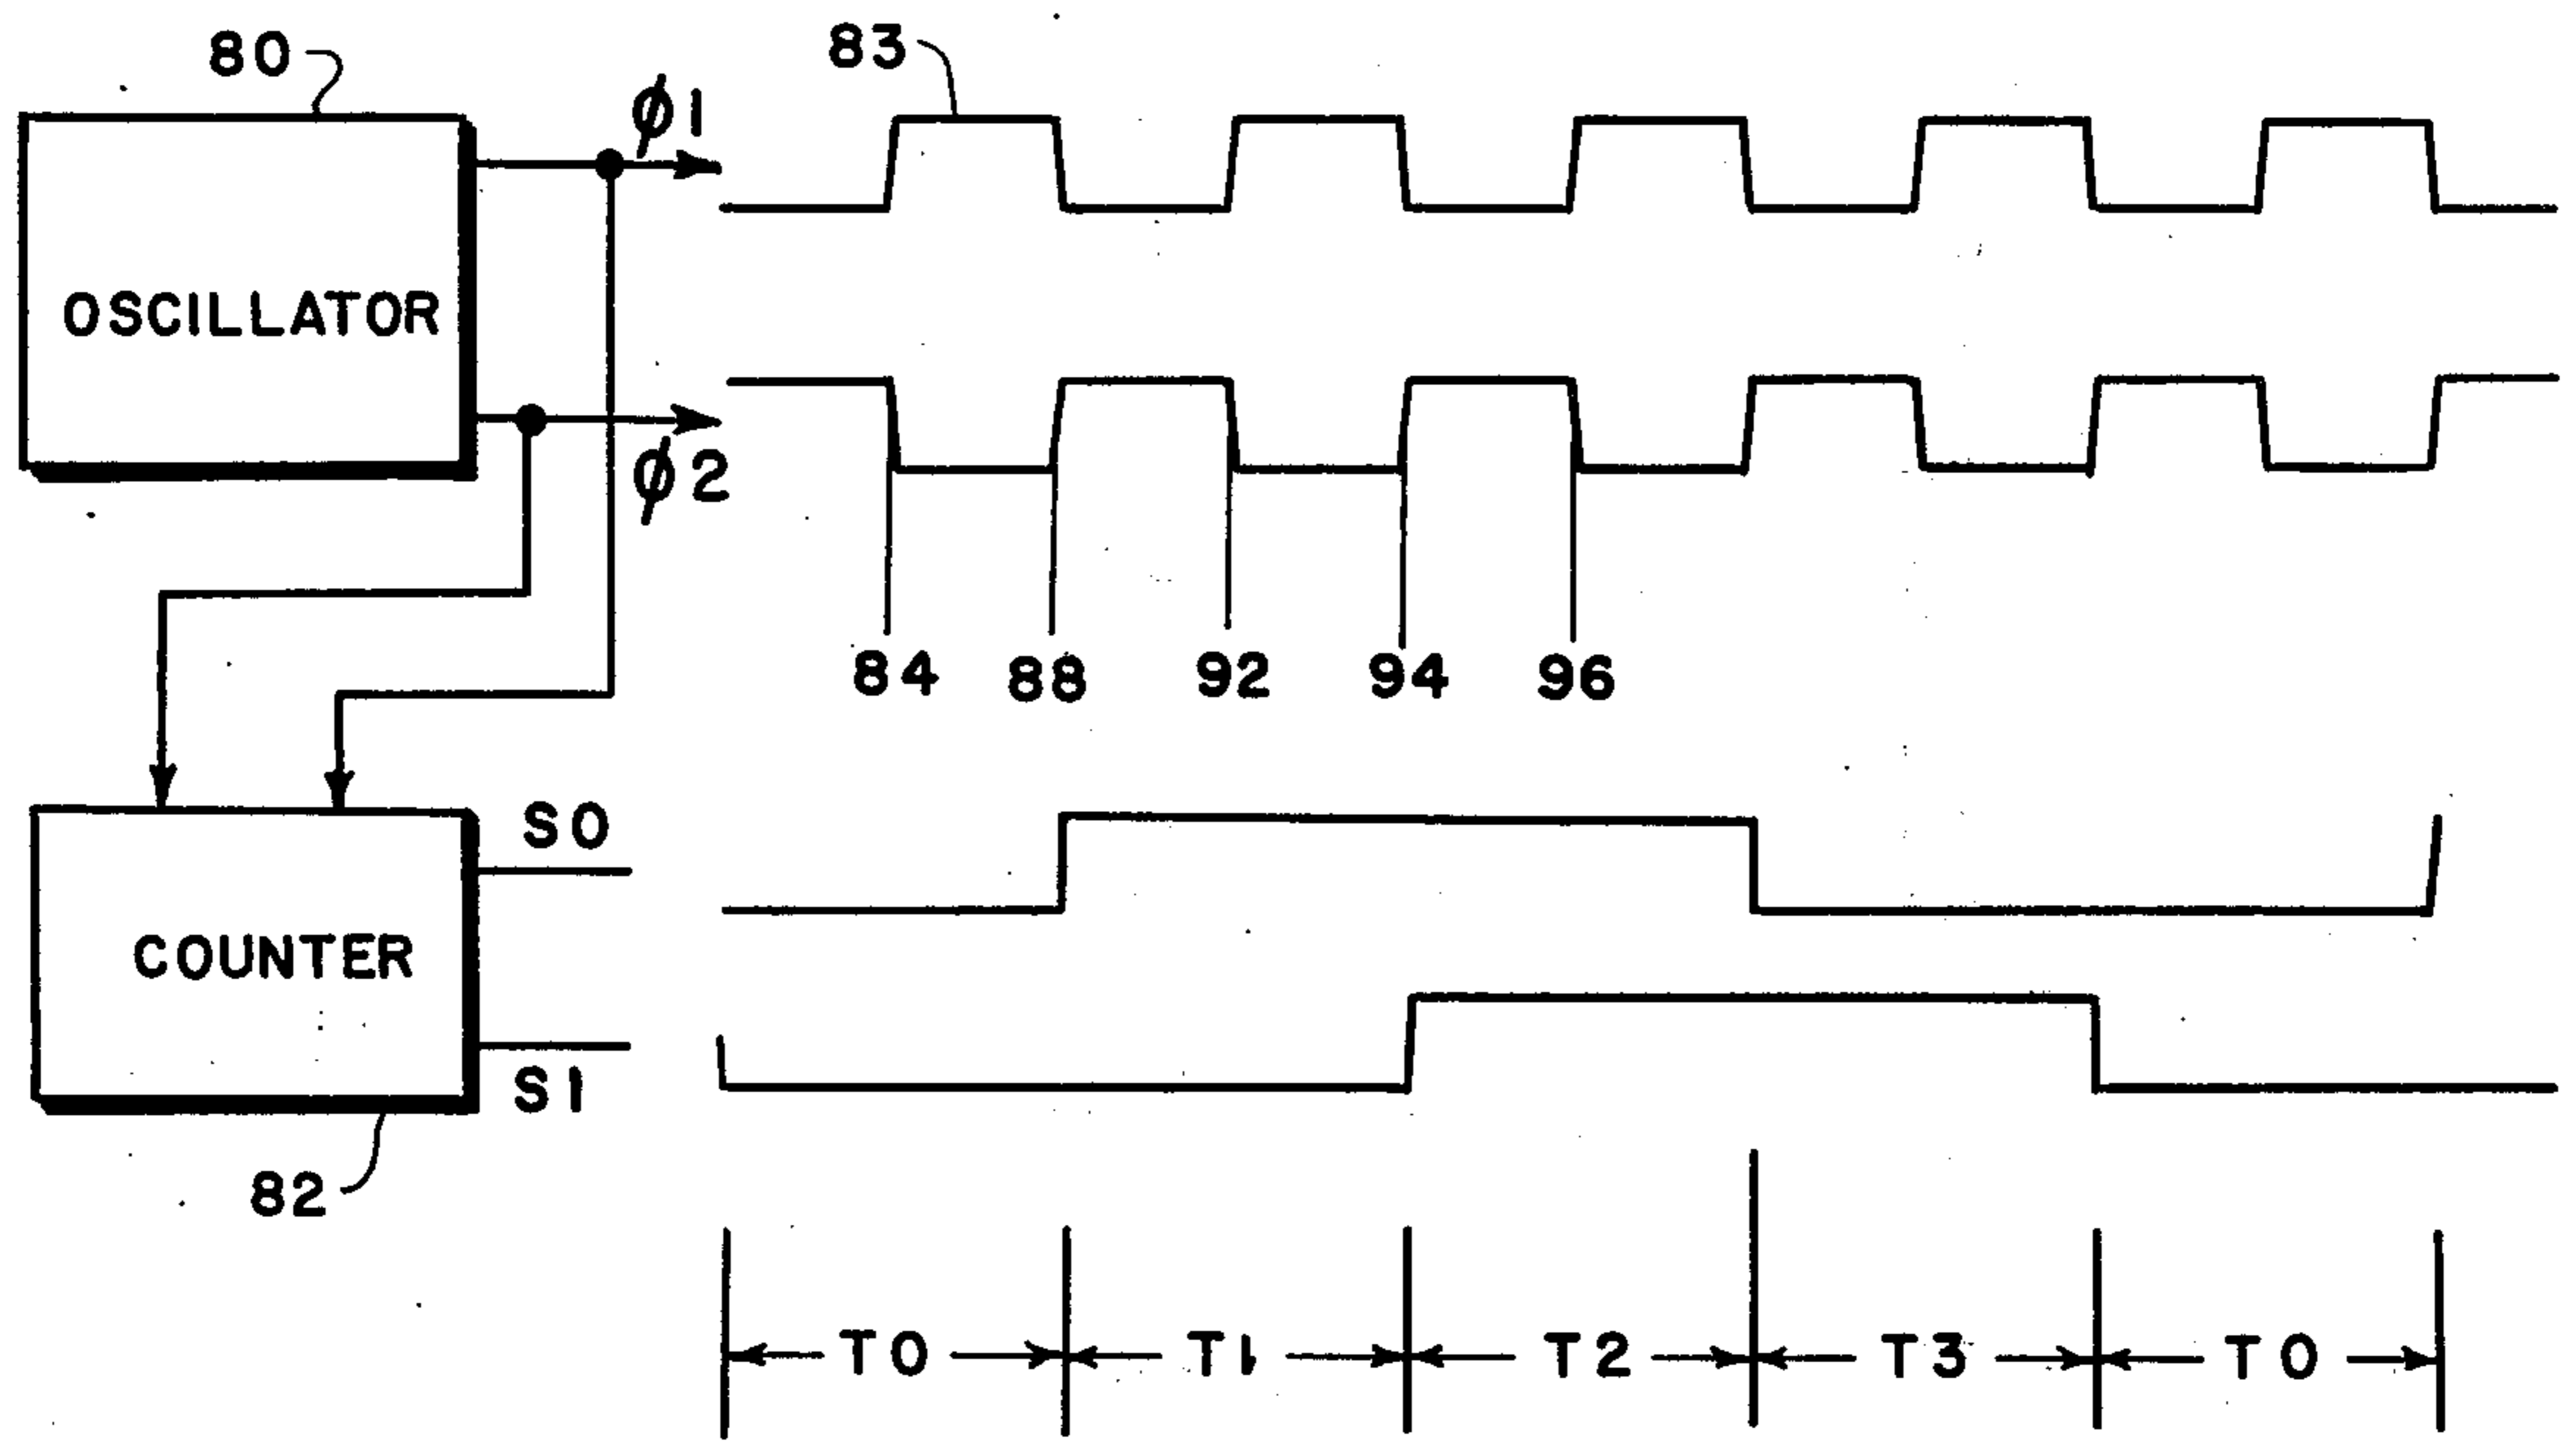 80
83
ϕ1
OSCILLATOR
ϕ2
84 88 92 94 96
S0
COUNTER
S1
82
T0 T1 T2 T3 T0